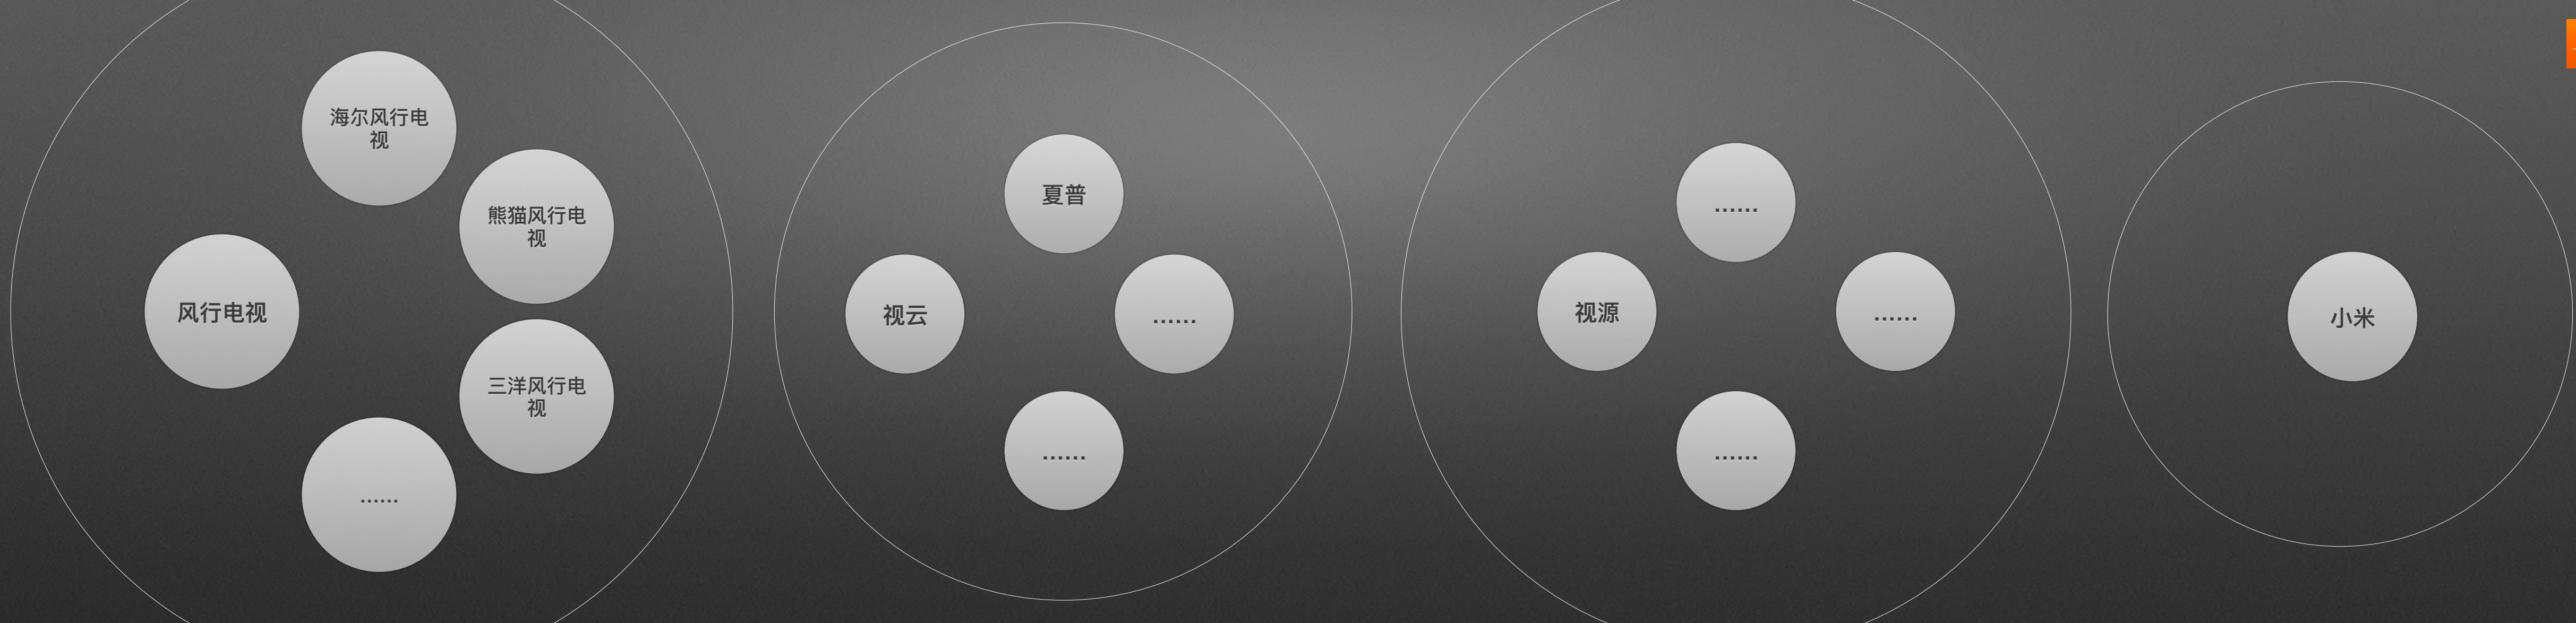 海尔风行电
视
熊猫风行电
视
风行电视
三洋风行电
视
......
夏普
视云
......
......
......
视源
......
......
小米